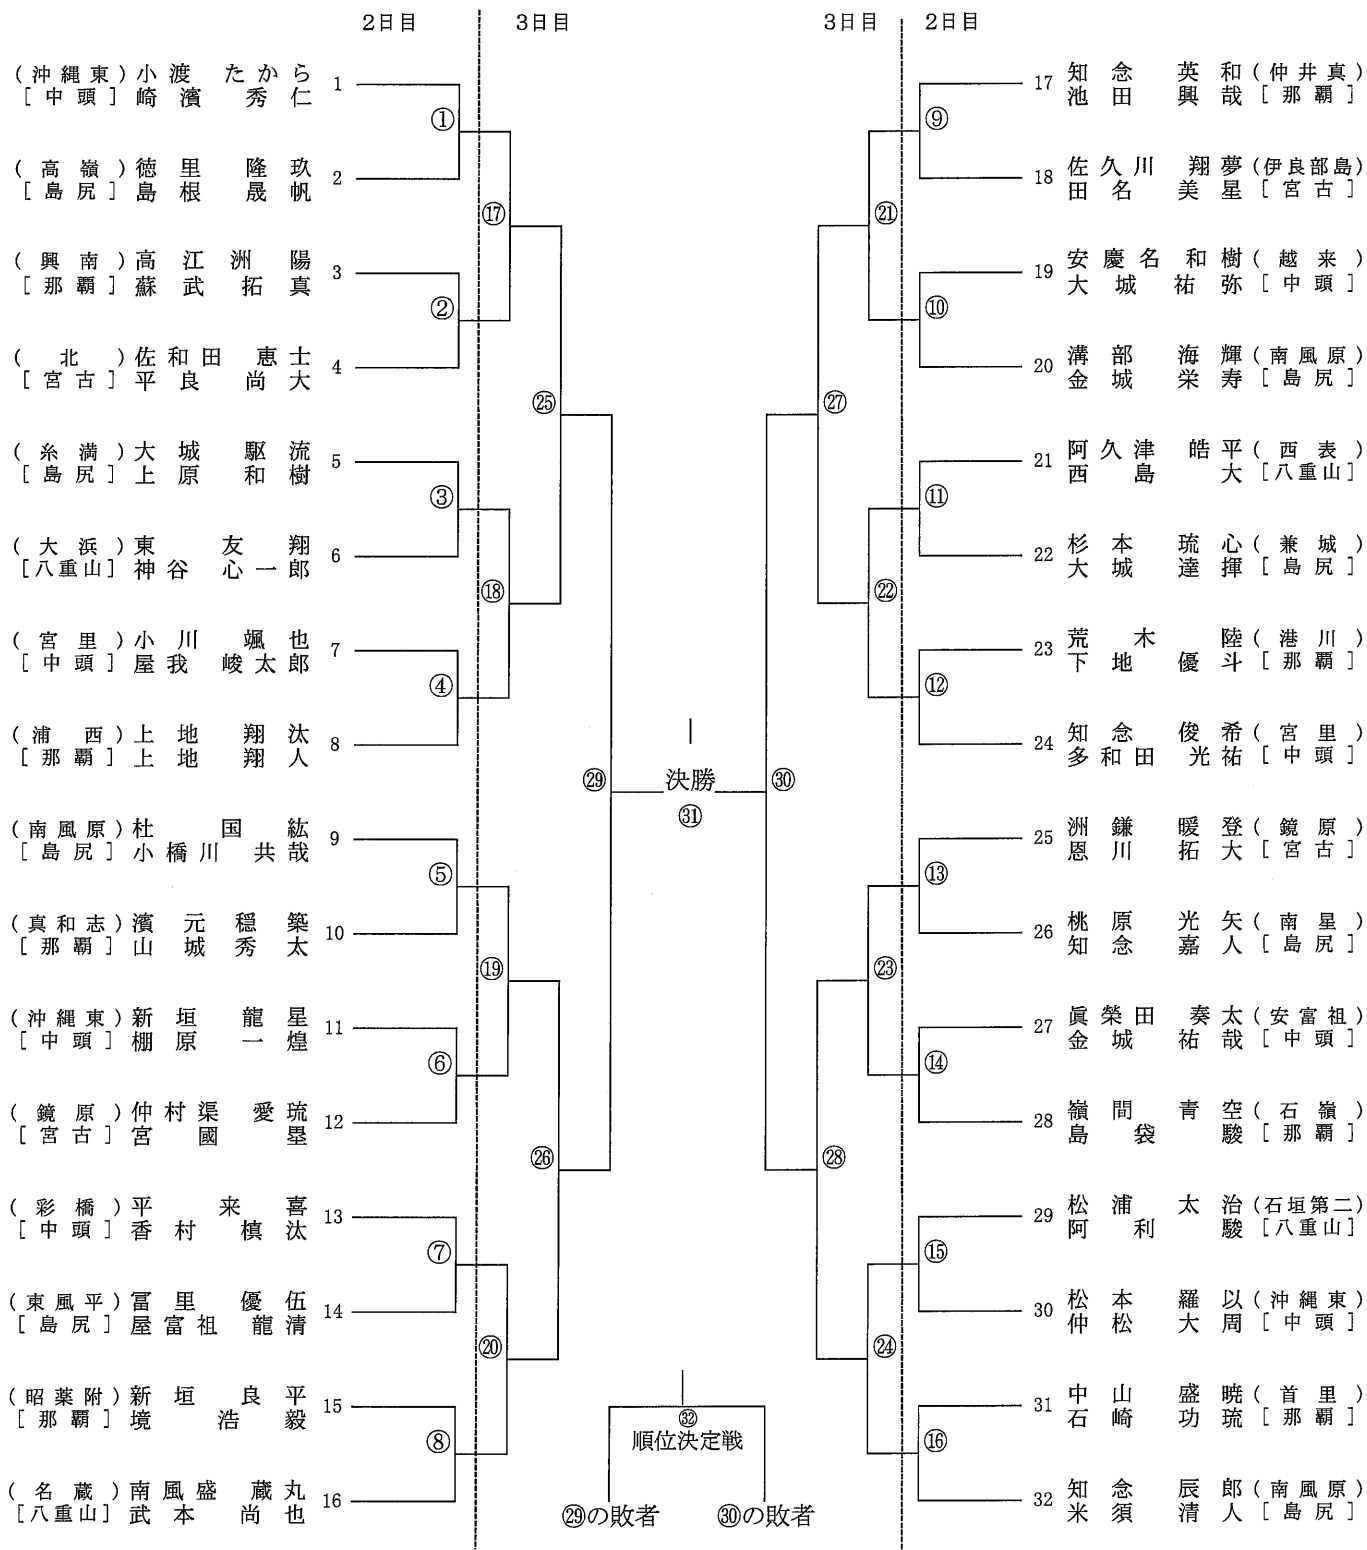 2日目 3日目 3日目 2日目
(沖縄東) 小渡 たから 1
[中頭] 崎濱 秀仁
①
(高嶺) 徳里 隆玖 2
[島尻] 島根 晟帆
⑰
(興南) 高江洲 陽 3
[那覇] 蘇武 拓真
②
(北) 佐和田 恵士 4
[宮古] 平良 尚大
㉕
(糸満) 大城 駆流 5
[島尻] 上原 和樹
③
(大浜) 東 友翔 6
[八重山] 神谷 心一郎
⑱
(宮里) 小川 颯也 7
[中頭] 屋我 峻太郎
④
(浦西) 上地 翔汰 8
[那覇] 上地 翔人
㉙
(南風原) 杜 国紘 9
[島尻] 小橋川 共哉
⑤
(真和志) 濱元 穏築 10
[那覇] 山城 秀太
⑲
(沖縄東) 新垣 龍星 11
[中頭] 棚原 一煌
⑥
(鏡原) 仲村渠 愛琉 12
[宮古] 宮國 塁
㉖
(彩橋) 平 来喜 13
[中頭] 香村 槙汰
⑦
(東風平) 冨里 優伍 14
[島尻] 屋富祖 龍清
⑳
(昭薬附) 新垣 良平 15
[那覇] 境 浩毅
⑧
(名蔵) 南風盛 蔵丸 16
[八重山] 武本 尚也
決勝
㉛
17 知念 英和 (仲井真)
池田 興哉 [那覇]
⑨
18 佐久川 翔夢 (伊良部島)
田名 美星 [宮古]
㉑
19 安慶名 和樹 (越来)
大城 祐弥 [中頭]
⑩
20 溝部 海輝 (南風原)
金城 栄寿 [島尻]
㉗
21 阿久津 皓平 (西表)
西島 大 [八重山]
⑪
22 杉本 琉心 (兼城)
大城 達揮 [島尻]
㉒
23 荒木 陸 (港川)
下地 優斗 [那覇]
⑫
24 知念 俊希 (宮里)
多和田 光祐 [中頭]
㉚
25 洲鎌 暖登 (鏡原)
恩川 拓大 [宮古]
⑬
26 桃原 光矢 (南星)
知念 嘉人 [島尻]
㉓
27 眞榮田 奏太 (安富祖)
金城 祐哉 [中頭]
⑭
28 嶺間 青空 (石嶺)
島袋 駿 [那覇]
㉘
29 松浦 太治 (石垣第二)
阿利 駿 [八重山]
⑮
30 松本 羅以 (沖縄東)
仲松 大周 [中頭]
㉔
31 中山 盛暁 (首里)
石崎 功琉 [那覇]
⑯
32 知念 辰郎 (南風原)
米須 清人 [島尻]
㉜
順位決定戦
㉙の敗者 ㉚の敗者